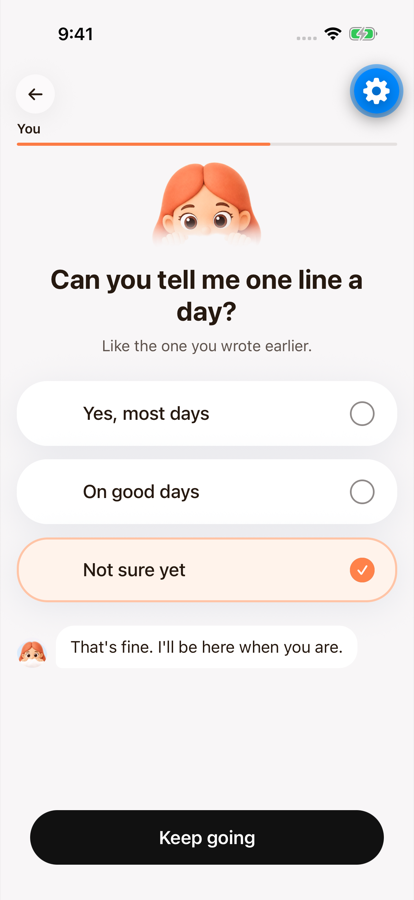 9:41
You
Can you tell me one line a
day?
Like the one you wrote earlier.
Yes, most days
On good days
Not sure yet
That's fine. I'll be here when you are.
Keep going